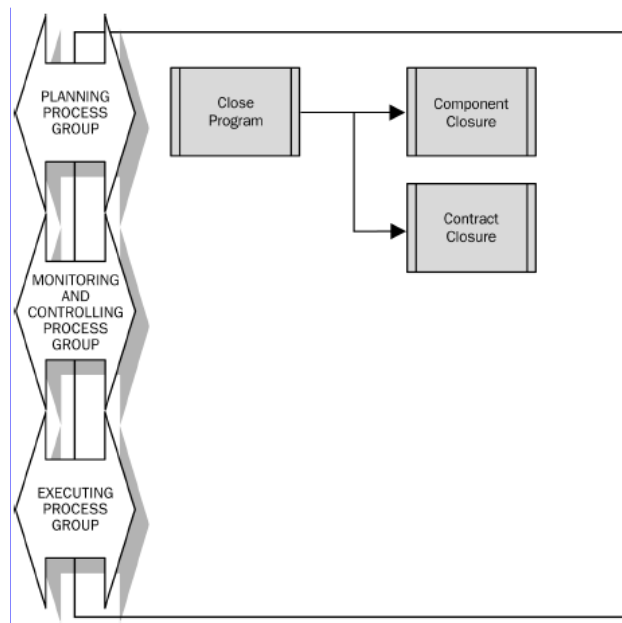 PLANNING
PROCESS
GROUP
Close
Program
Component
Closure
Contract
Closure
MONITORING
AND
CONTROLLING
PROCESS
GROUP
EXECUTING
PROCESS
GROUP